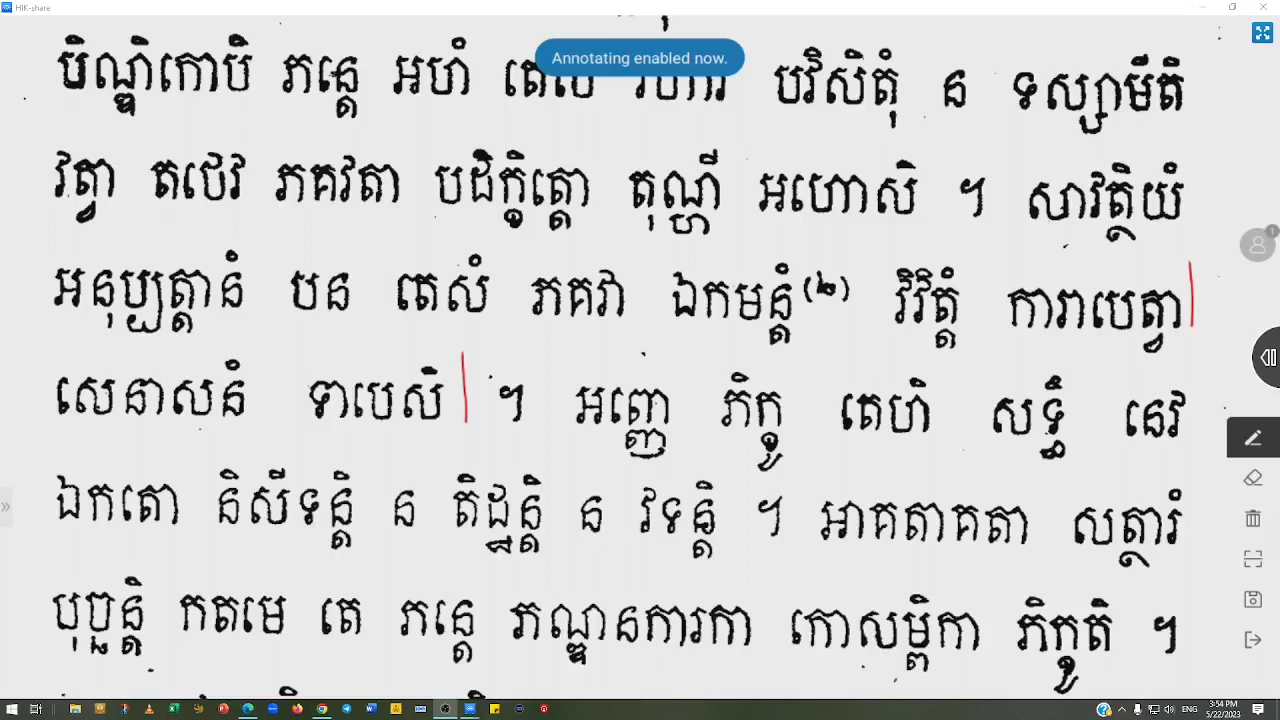 HIK-share
Annotating enabled now.
បិណ្ឌិកោបិ ភន្តេ អហំ បវិសិតុំ ន ទស្សាមីតិ
វត្វា តថេវ ភគវតា បដិក្ខិត្តោ តុណ្ហី អហោសិ ។ សាវត្ថិយំ
អនុប្បត្តានំ បន តេសំ ភគវា ឯកមន្តំ(២) វិវិត្តំ ការាបេត្វា
សេនាសនំ ទាបេសិ ។ អញ្ញេ ភិក្ខូ តេហិ សទ្ធឹ នេវ
ឯកតោ និសីទន្តិ ន តិដ្ឋន្តិ ន វទន្តិ ។ អាគតាគតា សត្ថារំ
បុច្ឆន្តិ កតមេ តេ ភន្តេ ភណ្ឌនការកា កោសម្ពិកា ភិក្ខូតិ ។
1
ENG
3:54 PM
5/22/2023